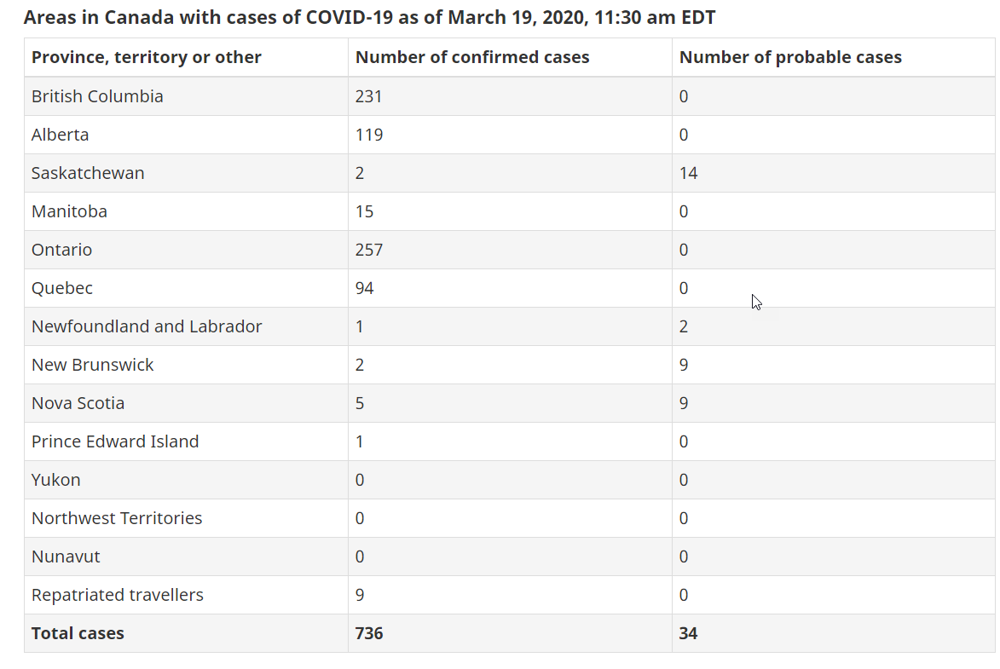 Areas in Canada with cases of COVID-19 as of March 19, 2020, 11:30 am EDT
Province, territory or other Number of confirmed cases Number of probable cases
British Columbia 231 0
Alberta 119 0
Saskatchewan 2 14
Manitoba 15 0
Ontario 257 0
Quebec 94 0
Newfoundland and Labrador 1 2
New Brunswick 2 9
Nova Scotia 5 9
Prince Edward Island 1 0
Yukon 0 0
Northwest Territories 0 0
Nunavut 0 0
Repatriated travellers 9 0
Total cases 736 34